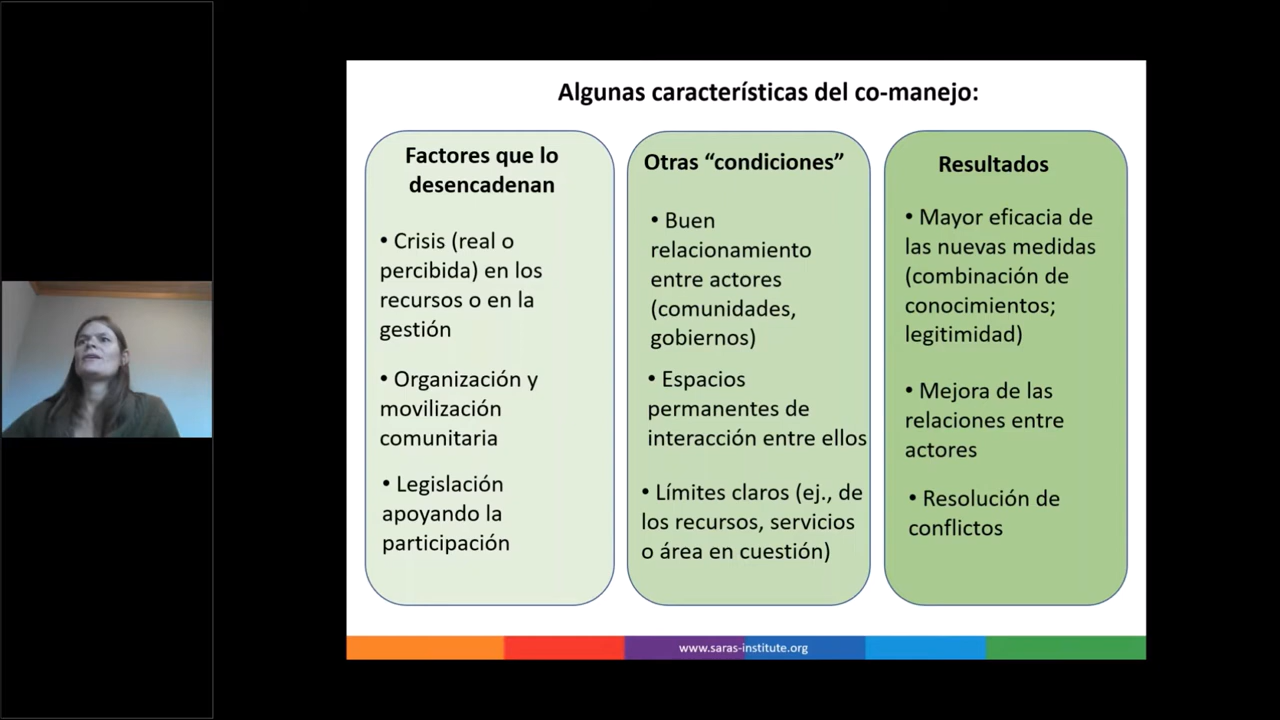 Algunas características del co-manejo:
Factores que lo
desencadenan
• Crisis (real o
percibida) en los
recursos o en la
gestión
• Organización y
movilización
comunitaria
• Legislación
apoyando la
participación
Otras “condiciones”
• Buen
relacionamiento
entre actores
(comunidades,
gobiernos)
• Espacios
permanentes de
interacción entre ellos
• Límites claros (ej., de
los recursos, servicios
o área en cuestión)
Resultados
• Mayor eficacia de
las nuevas medidas
(combinación de
conocimientos;
legitimidad)
• Mejora de las
relaciones entre
actores
• Resolución de
conflictos
www.saras-institute.org